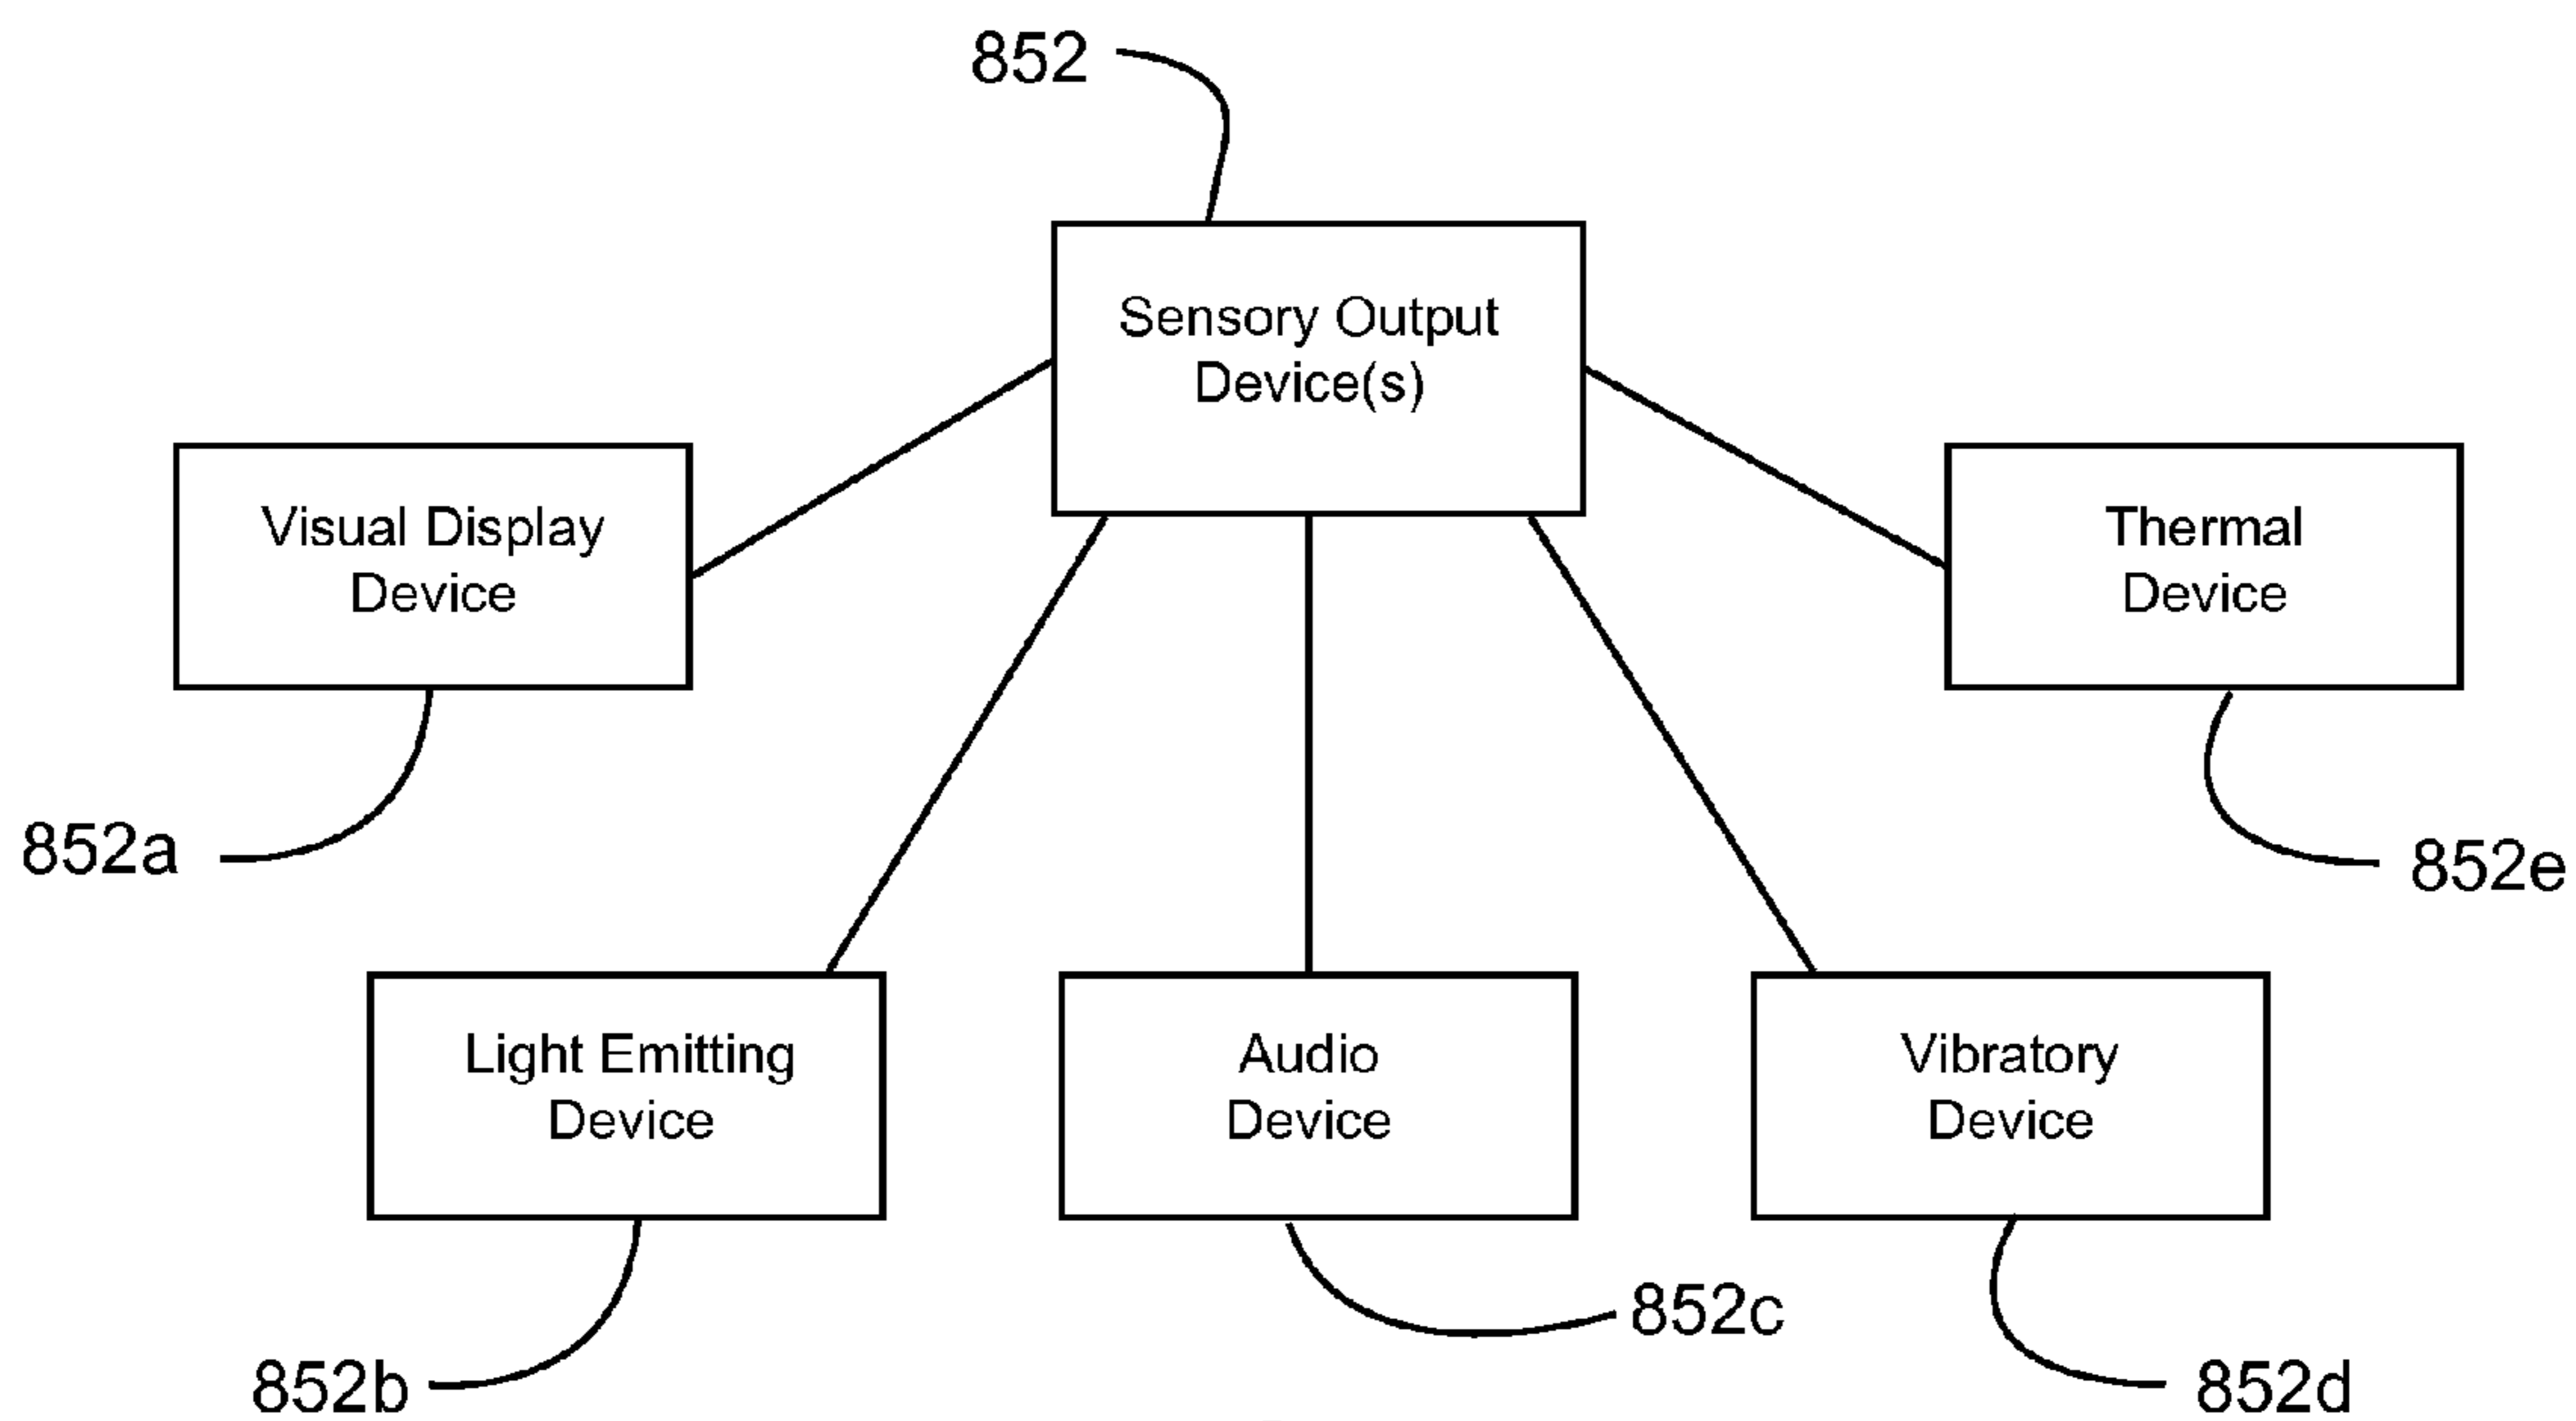 852
Sensory Output
Device(s)
Visual Display
Device
Thermal
Device
852a
852e
Light Emitting
Device
Audio
Device
Vibratory
Device
852c
852b
852d